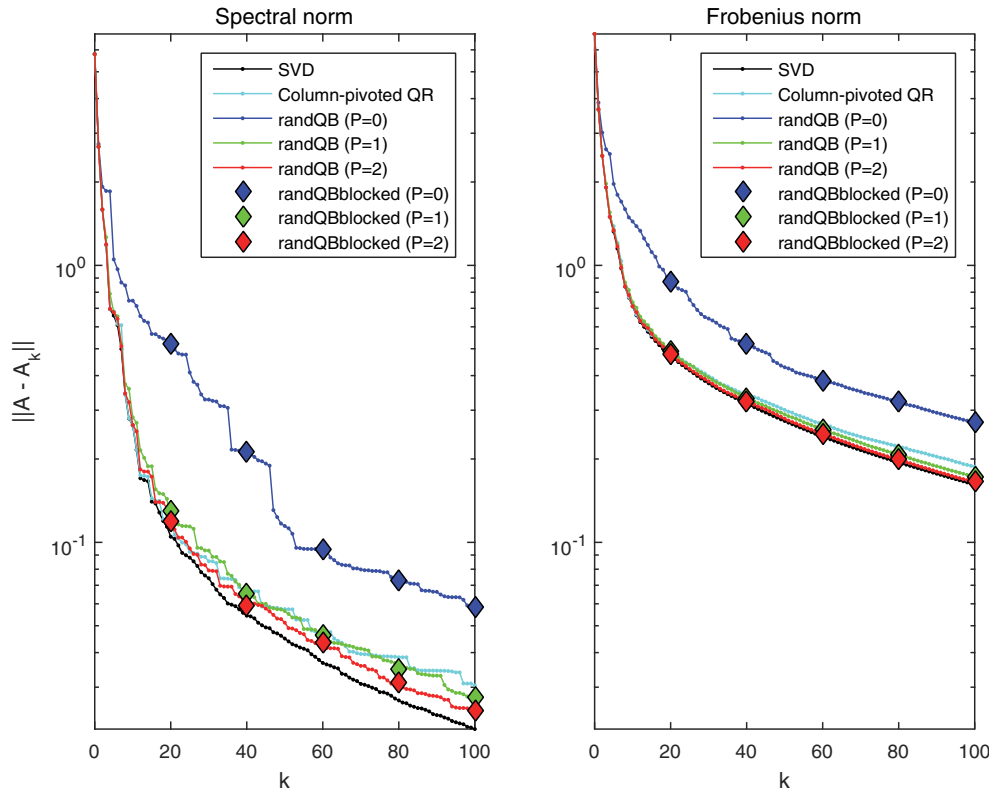 Spectral norm
||A - A_k||
10^0
10^-1
0 20 40 60 80 100
k
SVD
Column-pivoted QR
randQB (P=0)
randQB (P=1)
randQB (P=2)
randQBblocked (P=0)
randQBblocked (P=1)
randQBblocked (P=2)
Frobenius norm
10^0
10^-1
0 20 40 60 80 100
k
SVD
Column-pivoted QR
randQB (P=0)
randQB (P=1)
randQB (P=2)
randQBblocked (P=0)
randQBblocked (P=1)
randQBblocked (P=2)